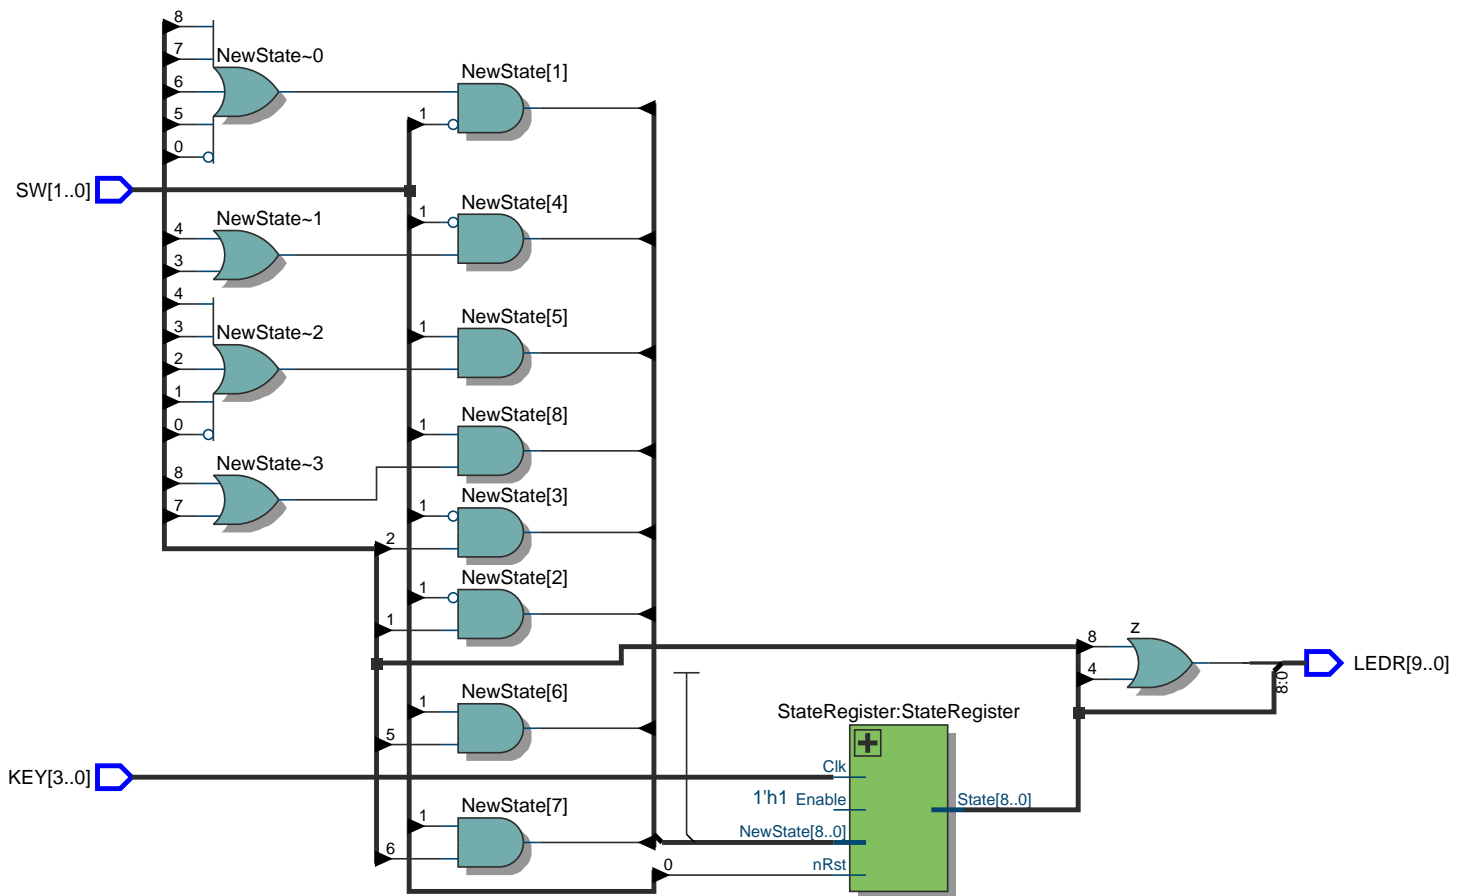 8
7
NewState~0
6
5
0
NewState[1]
1
SW[1..0]
NewState[4]
1
NewState~1
4
3
4
3
NewState~2
2
1
0
NewState[5]
1
NewState[8]
1
NewState~3
8
7
NewState[3]
1
2
NewState[2]
1
1
z
8
4
LEDR[9..0]
8:0
NewState[6]
1
5
StateRegister:StateRegister
KEY[3..0]
Clk
1'h1 Enable
State[8..0]
NewState[7]
1
6
NewState[8..0]
0
nRst